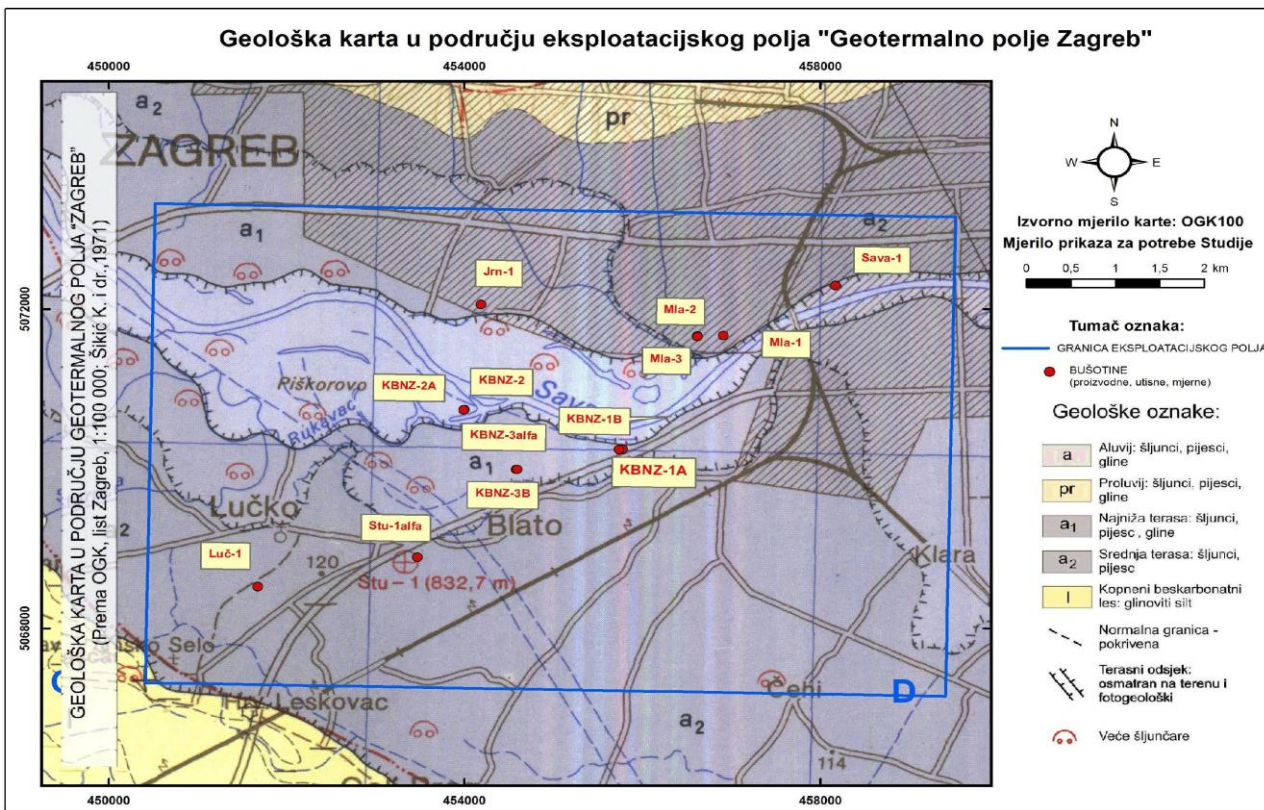 Geološka karta u području eksploatacijskog polja "Geotermalno polje Zagreb"
450000
454000
458000
5072000
5068000
GEOLOŠKA KARTA U PODRUČJU GEOTERMALNOG POLJA "ZAGREB"
(Prema OGK, list Zagreb, 1:100 000; Šikić K. i dr.,1971)
a2
ZAGREB
pr
a1
a2
Jrn-1
Sava-1
Mla-2
Mla-3
Mla-1
Piškorovo
KBNZ-2A
KBNZ-2
Sava
KBNZ-1B
KBNZ-3alfa
KBNZ-1A
a1
KBNZ-3B
Lučko
Blato
Stu-1alfa
Luč-1
120
Stu-1 (832,7 m)
Klara
Selo
D
Leskovac
Čehi
a2
114
450000
454000
458000
N
W
E
S
Izvorno mjerilo karte: OGK100
Mjerilo prikaza za potrebe Studije
0 0,5 1 1,5 2 km
Tumač oznaka:
GRANICA EKSPLOATACIJSKOG POLJA
BUŠOTINE
(proizvodne, utisne, mjerne)
Geološke oznake:
a
Aluvij: šljunci, pijesci,
gline
pr
Proluvij: šljunci, pijesci,
gline
a1
Najniža terasa: šljunci,
pijesc , gline
a2
Srednja terasa: šljunci,
pijesc
l
Kopneni beskarbonatni
les: glinoviti silt
Normalna granica -
pokrivena
Terasni odsjek:
osmatran na terenu i
fotogeološki
Veće šljunčare